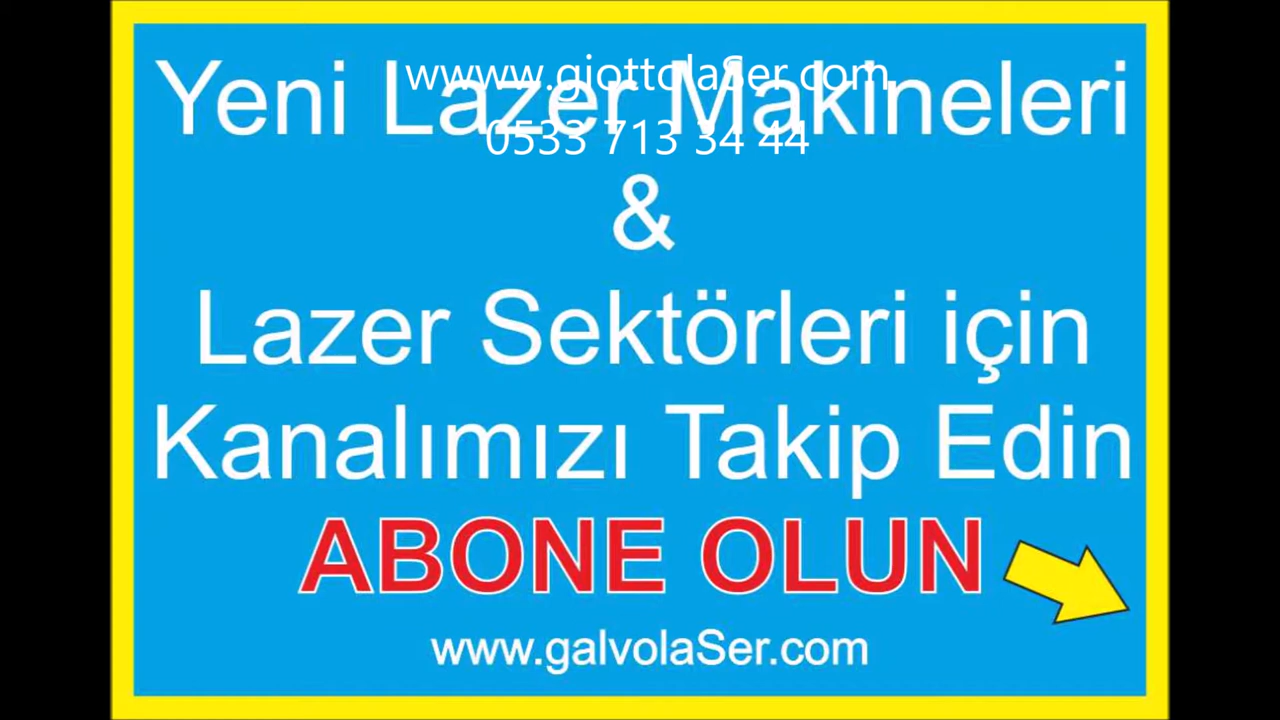 wwww.giottolaSer.com
Yeni Lazer Makineleri
0533 713 34 44
&
Lazer Sektörleri için
Kanalımızı Takip Edin
ABONE OLUN
www.galvolaSer.com